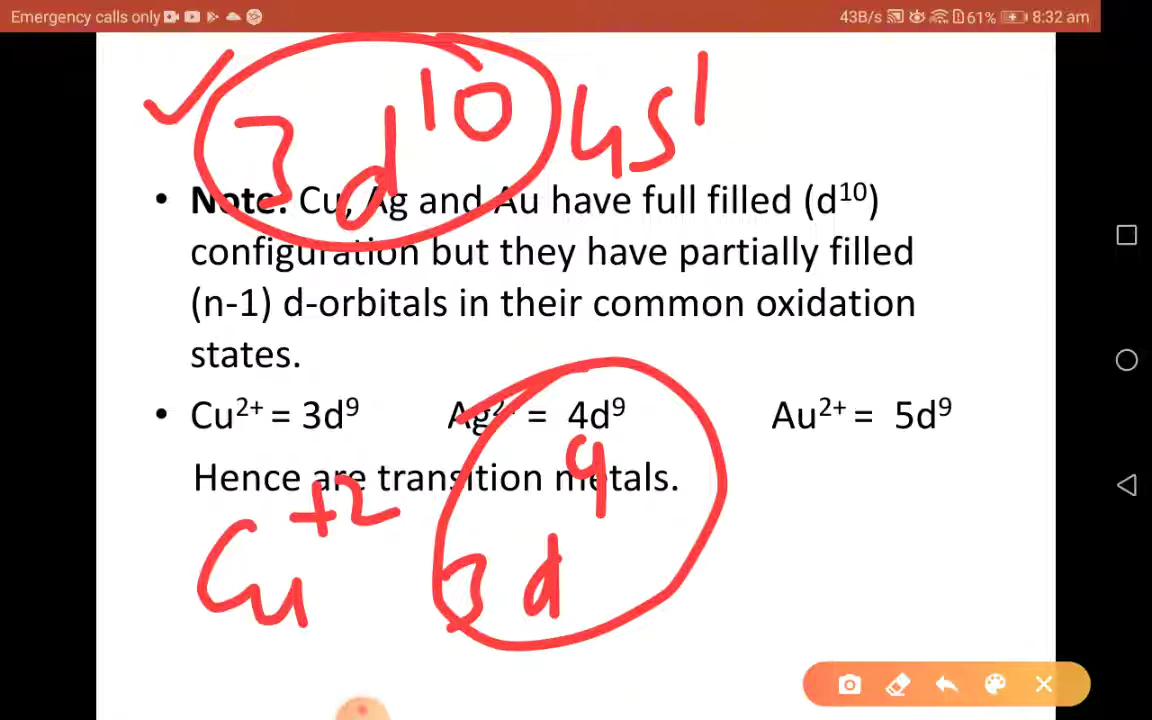 Emergency calls only
43B/s 61% 8:32 am
3d¹⁰ 4s¹
• Note: Cu, Ag and Au have full filled (d¹⁰)
configuration but they have partially filled
(n-1) d-orbitals in their common oxidation
states.
• Cu²⁺ = 3d⁹ Ag²⁺ = 4d⁹ Au²⁺ = 5d⁹
Hence are transition metals.
Cu⁺² 3d⁹